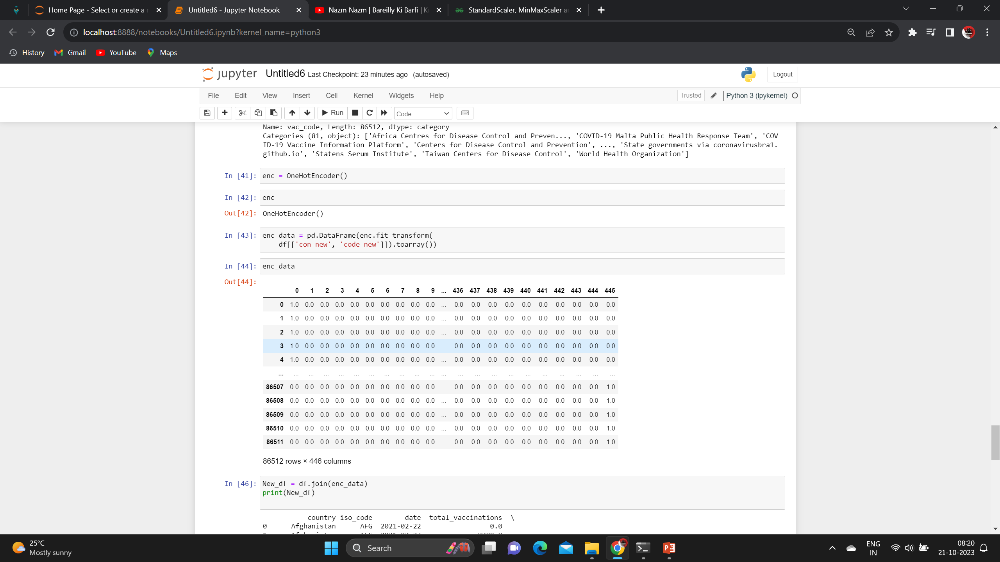 Home Page - Select or create a n
Untitled6 - Jupyter Notebook
Nazm Nazm | Bareilly Ki Barfi | K
StandardScaler, MinMaxScaler a
localhost:8888/notebooks/Untitled6.ipynb?kernel_name=python3
History Gmail YouTube Maps
jupyter Untitled6 Last Checkpoint: 23 minutes ago (autosaved) Logout
File Edit View Insert Cell Kernel Widgets Help Trusted Python 3 (ipykernel)
Run Code
Name: vac_code, Length: 86512, dtype: category
Categories (81, object): ['Africa Centres for Disease Control and Preven..., 'COVID-19 Malta Public Health Response Team', 'COV
ID-19 Vaccine Information Platform', 'Centers for Disease Control and Prevention', ..., 'State governments via coronavirusbra1.
github.io', 'Statens Serum Institute', 'Taiwan Centers for Disease Control', 'World Health Organization']
In [41]: enc = OneHotEncoder()
In [42]: enc
Out[42]: OneHotEncoder()
In [43]: enc_data = pd.DataFrame(enc.fit_transform(
df[['con_new', 'code_new']]).toarray())
In [44]: enc_data
Out[44]:
0 1 2 3 4 5 6 7 8 9 ... 436 437 438 439 440 441 442 443 444 445
0 1.0 0.0 0.0 0.0 0.0 0.0 0.0 0.0 0.0 0.0 ... 0.0 0.0 0.0 0.0 0.0 0.0 0.0 0.0 0.0 0.0
1 1.0 0.0 0.0 0.0 0.0 0.0 0.0 0.0 0.0 0.0 ... 0.0 0.0 0.0 0.0 0.0 0.0 0.0 0.0 0.0 0.0
2 1.0 0.0 0.0 0.0 0.0 0.0 0.0 0.0 0.0 0.0 ... 0.0 0.0 0.0 0.0 0.0 0.0 0.0 0.0 0.0 0.0
3 1.0 0.0 0.0 0.0 0.0 0.0 0.0 0.0 0.0 0.0 ... 0.0 0.0 0.0 0.0 0.0 0.0 0.0 0.0 0.0 0.0
4 1.0 0.0 0.0 0.0 0.0 0.0 0.0 0.0 0.0 0.0 ... 0.0 0.0 0.0 0.0 0.0 0.0 0.0 0.0 0.0 0.0
... ... ... ... ... ... ... ... ... ... ... ... ... ... ... ... ... ... ... ... ... ...
86507 0.0 0.0 0.0 0.0 0.0 0.0 0.0 0.0 0.0 0.0 ... 0.0 0.0 0.0 0.0 0.0 0.0 0.0 0.0 0.0 1.0
86508 0.0 0.0 0.0 0.0 0.0 0.0 0.0 0.0 0.0 0.0 ... 0.0 0.0 0.0 0.0 0.0 0.0 0.0 0.0 0.0 1.0
86509 0.0 0.0 0.0 0.0 0.0 0.0 0.0 0.0 0.0 0.0 ... 0.0 0.0 0.0 0.0 0.0 0.0 0.0 0.0 0.0 1.0
86510 0.0 0.0 0.0 0.0 0.0 0.0 0.0 0.0 0.0 0.0 ... 0.0 0.0 0.0 0.0 0.0 0.0 0.0 0.0 0.0 1.0
86511 0.0 0.0 0.0 0.0 0.0 0.0 0.0 0.0 0.0 0.0 ... 0.0 0.0 0.0 0.0 0.0 0.0 0.0 0.0 0.0 1.0
86512 rows × 446 columns
In [46]: New_df = df.join(enc_data)
print(New_df)
country iso_code date total_vaccinations \
0 Afghanistan AFG 2021-02-22 0.0
25°C
Mostly sunny
Search
ENG
IN
08:20
21-10-2023